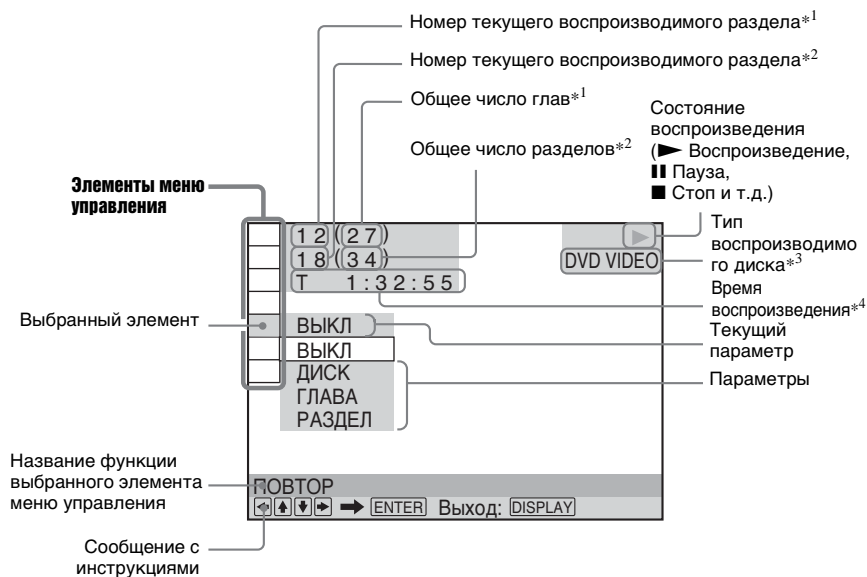 Номер текущего воспроизводимого раздела*1
Номер текущего воспроизводимого раздела*2
Общее число глав*1
Общее число разделов*2
Состояние
воспроизведения
(► Воспроизведение,
❚❚ Пауза,
■ Стоп и т.д.)
Элементы меню
управления
12(27)
18(34)
T 1:32:55
DVD VIDEO
Тип
воспроизводимо
го диска*3
Время
воспроизведения*4
Выбранный элемент
ВЫКЛ
Текущий
параметр
ВЫКЛ
ДИСК
ГЛАВА
РАЗДЕЛ
Параметры
Название функции
выбранного элемента
меню управления
ПОВТОР
ENTER Выход: DISPLAY
Сообщение с
инструкциями